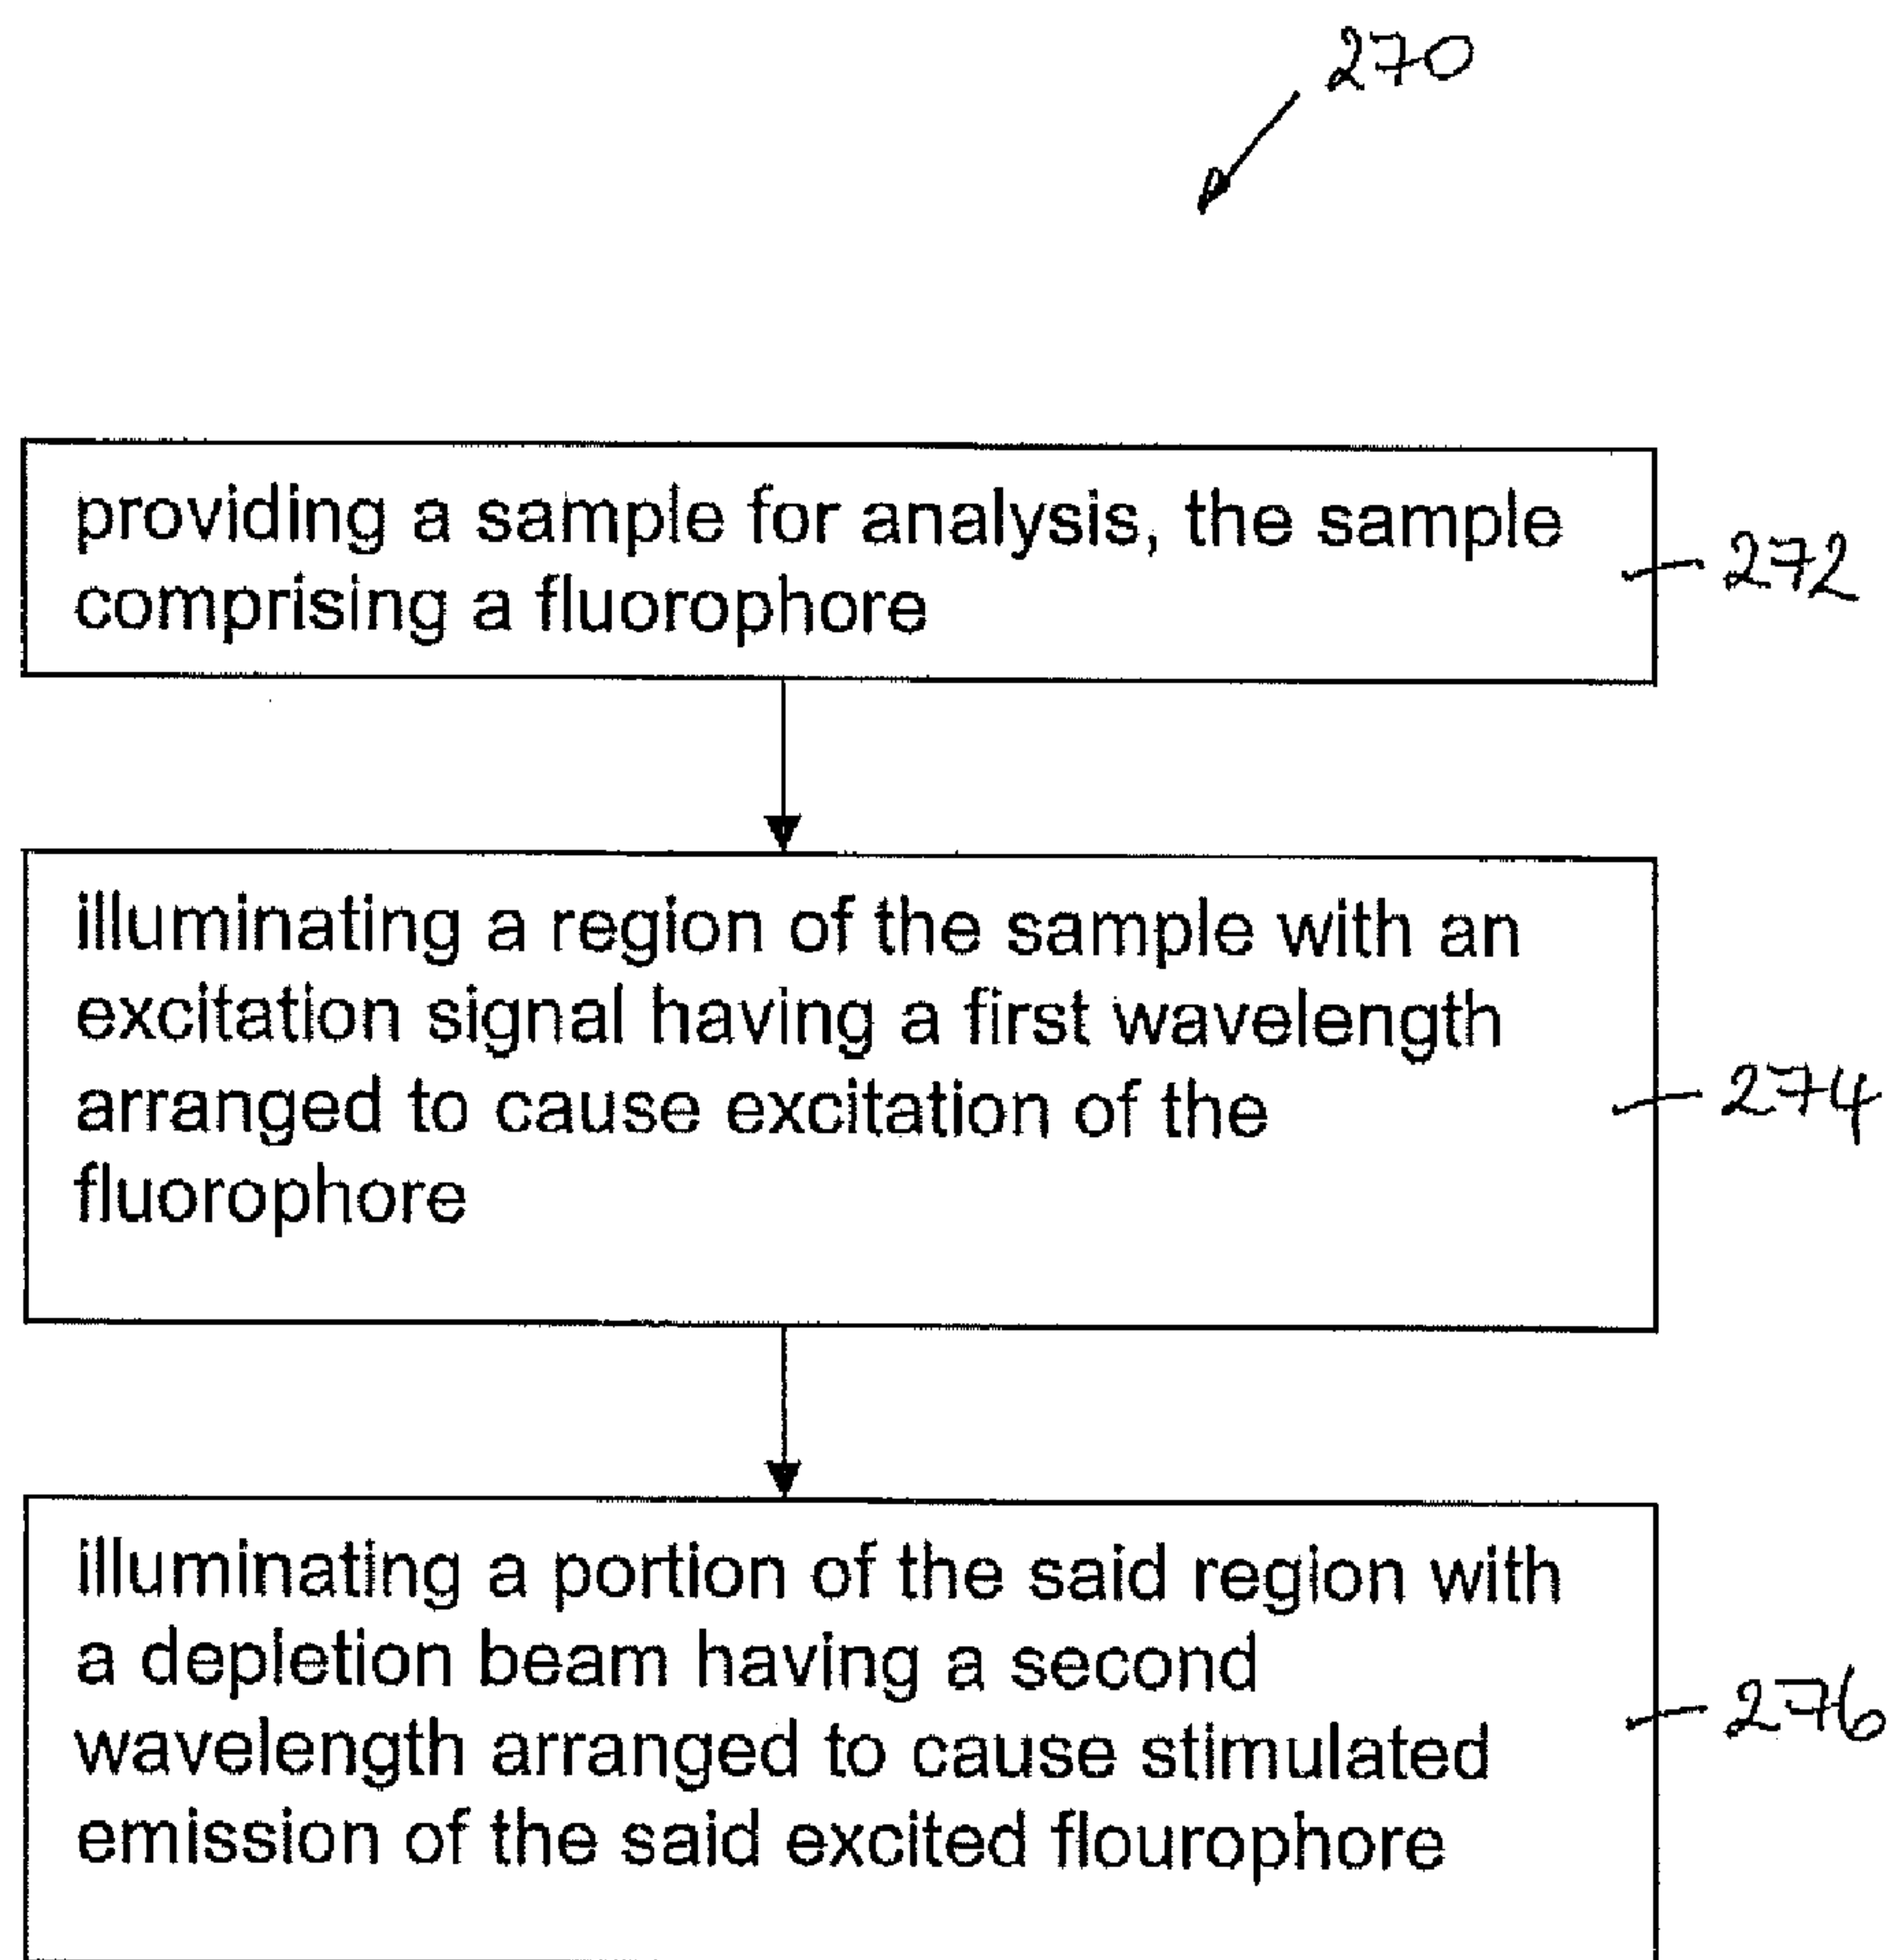 270
providing a sample for analysis, the sample
comprising a fluorophore
272
illuminating a region of the sample with an
excitation signal having a first wavelength
arranged to cause excitation of the
fluorophore
274
illuminating a portion of the said region with
a depletion beam having a second
wavelength arranged to cause stimulated
emission of the said excited flourophore
276